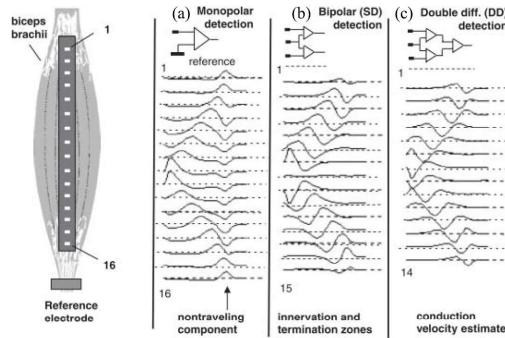 biceps
brachii
1
16
Reference
electrode
(a) Monopolar
detection
reference
1
16
nontraveling
component
(b) Bipolar (SD)
detection
1
15
innervation and
termination zones
(c) Double diff. (DD)
detection
1
14
conduction
velocity estimate